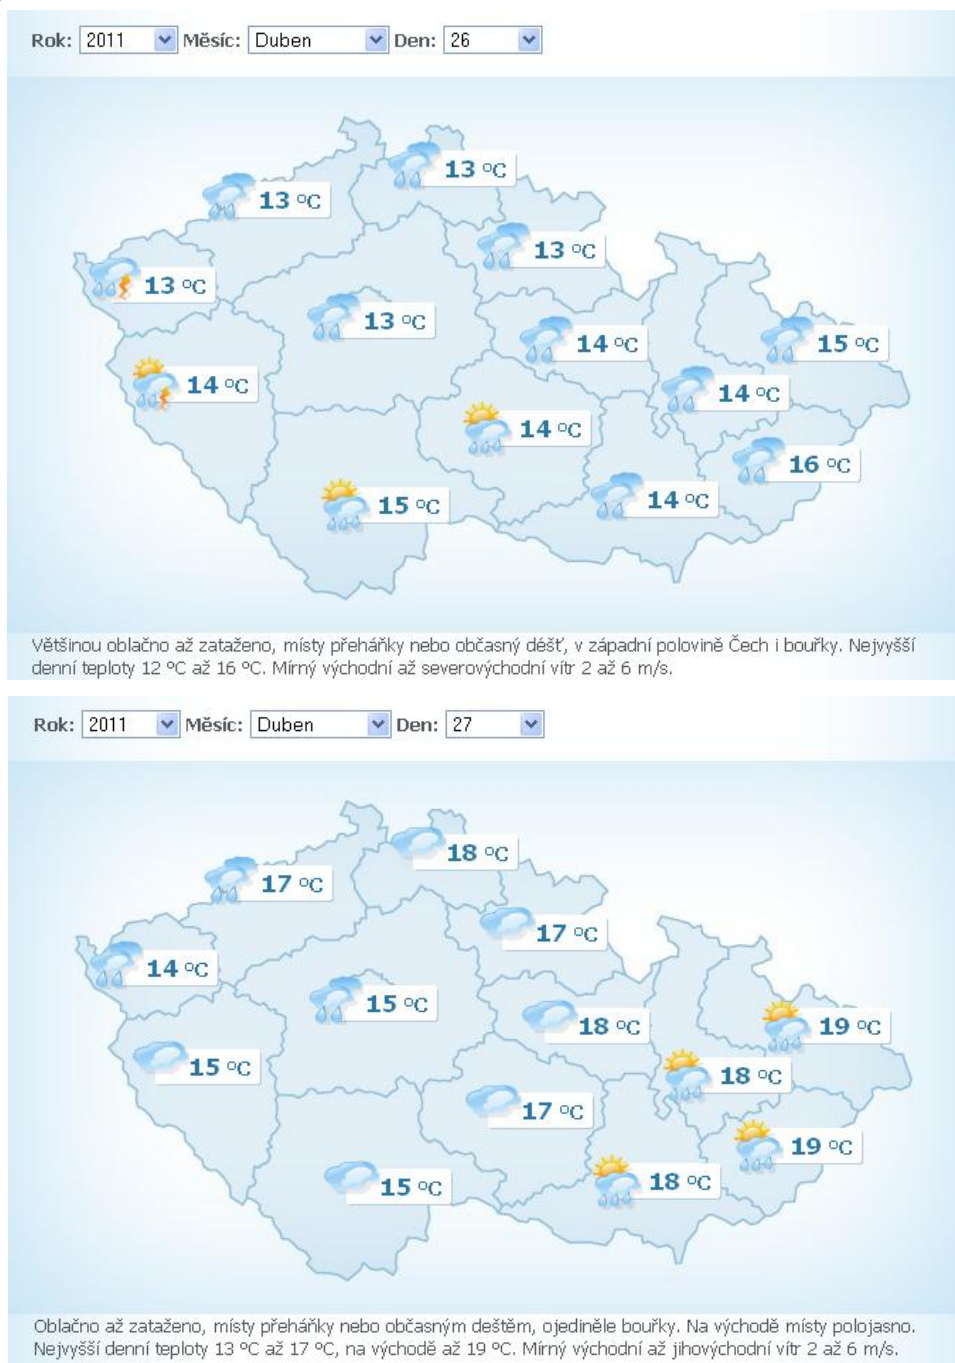 Rok: 2011 Měsíc: Duben Den: 26
13 °C
13 °C
13 °C
13 °C
13 °C
14 °C
15 °C
14 °C
14 °C
14 °C
16 °C
15 °C
14 °C
Většinou oblačno až zataženo, místy přeháňky nebo občasný déšť, v západní polovině Čech i bouřky. Nejvyšší
denní teploty 12 °C až 16 °C. Mírný východní až severovýchodní vítr 2 až 6 m/s.
Rok: 2011 Měsíc: Duben Den: 27
18 °C
17 °C
17 °C
14 °C
15 °C
18 °C
19 °C
15 °C
18 °C
17 °C
19 °C
15 °C
18 °C
Oblačno až zataženo, místy přeháňky nebo občasným deštěm, ojediněle bouřky. Na východě místy polojasno.
Nejvyšší denní teploty 13 °C až 17 °C, na východě až 19 °C. Mírný východní až jihovýchodní vítr 2 až 6 m/s.